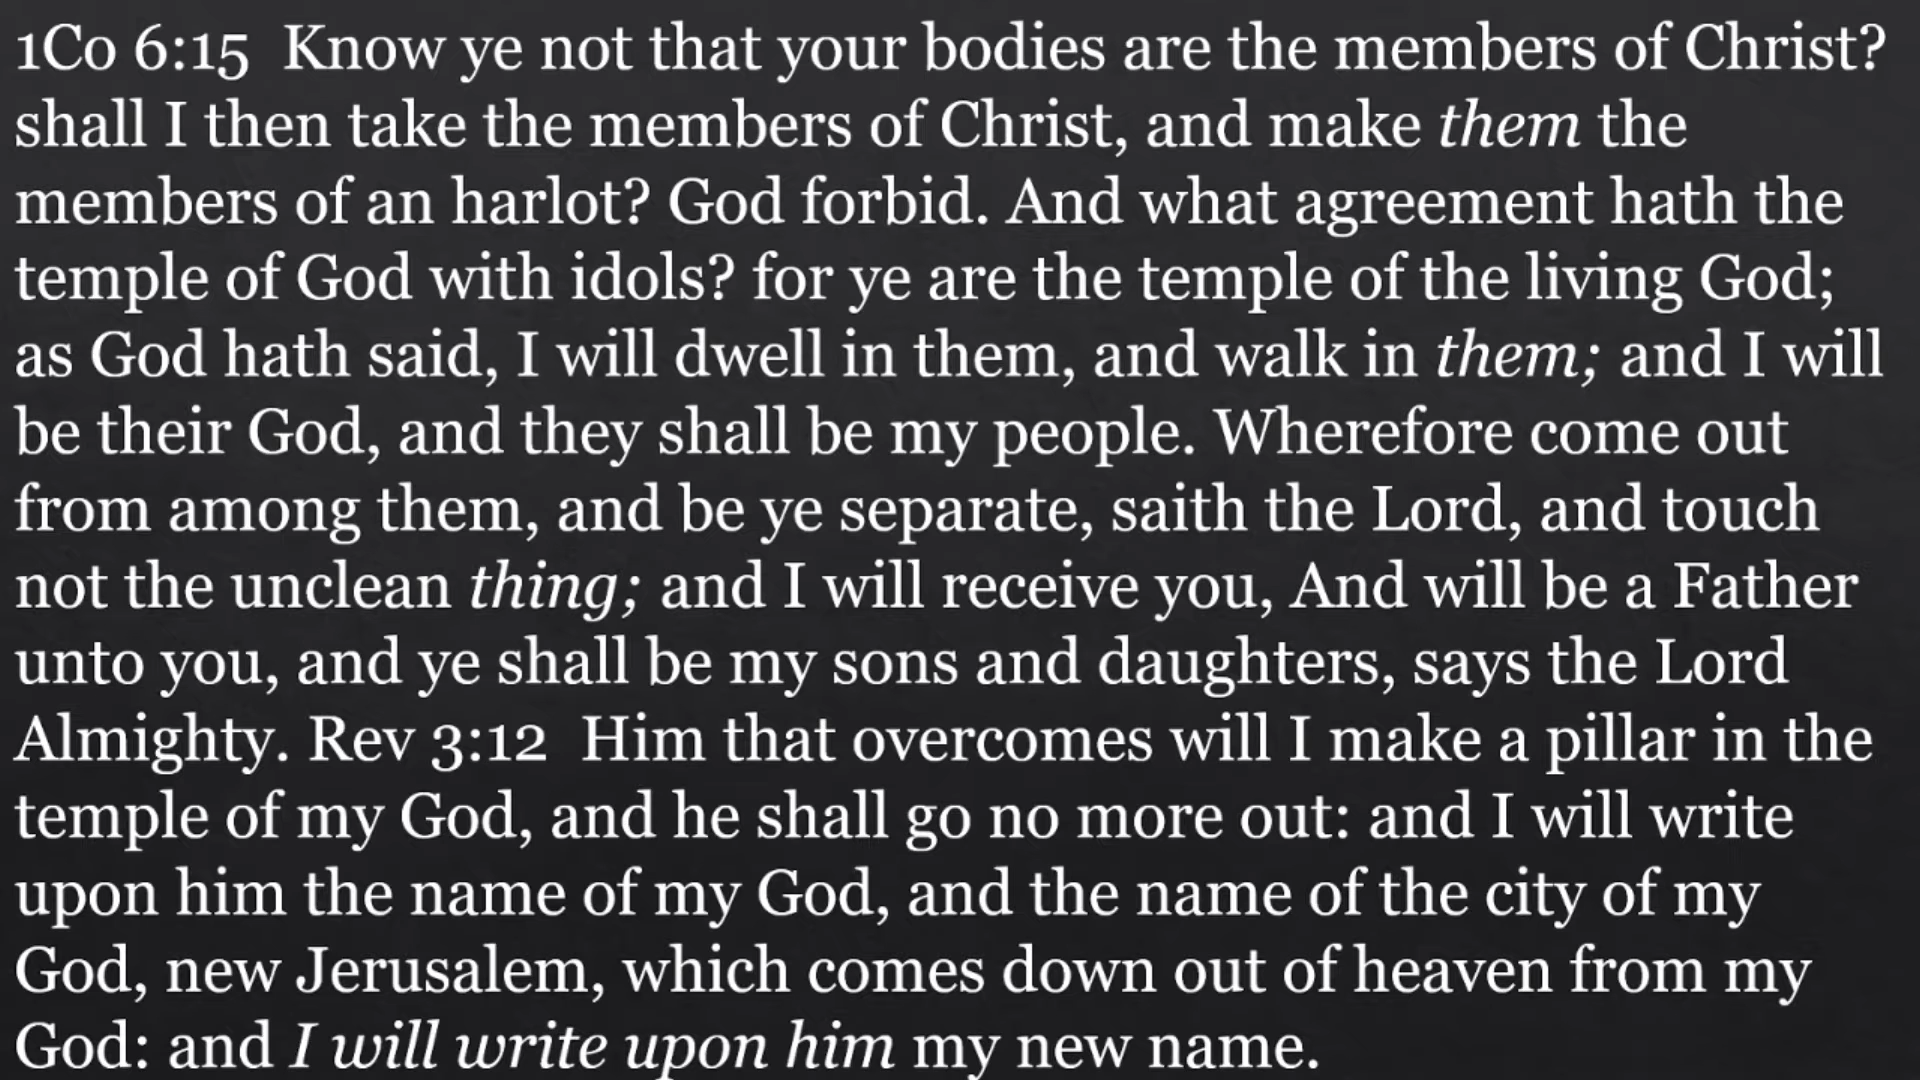 1Co 6:15  Know ye not that your bodies are the members of Christ?
shall I then take the members of Christ, and make them the
members of an harlot? God forbid. And what agreement hath the
temple of God with idols? for ye are the temple of the living God;
as God hath said, I will dwell in them, and walk in them; and I will
be their God, and they shall be my people. Wherefore come out
from among them, and be ye separate, saith the Lord, and touch
not the unclean thing; and I will receive you, And will be a Father
unto you, and ye shall be my sons and daughters, says the Lord
Almighty. Rev 3:12  Him that overcomes will I make a pillar in the
temple of my God, and he shall go no more out: and I will write
upon him the name of my God, and the name of the city of my
God, new Jerusalem, which comes down out of heaven from my
God: and I will write upon him my new name.